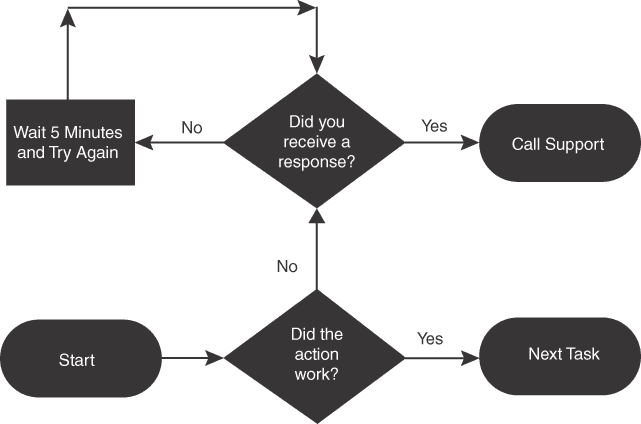 Wait 5 Minutes
and Try Again
No
Did you
receive a
response?
Yes
Call Support
No
Start
Did the
action
work?
Yes
Next Task